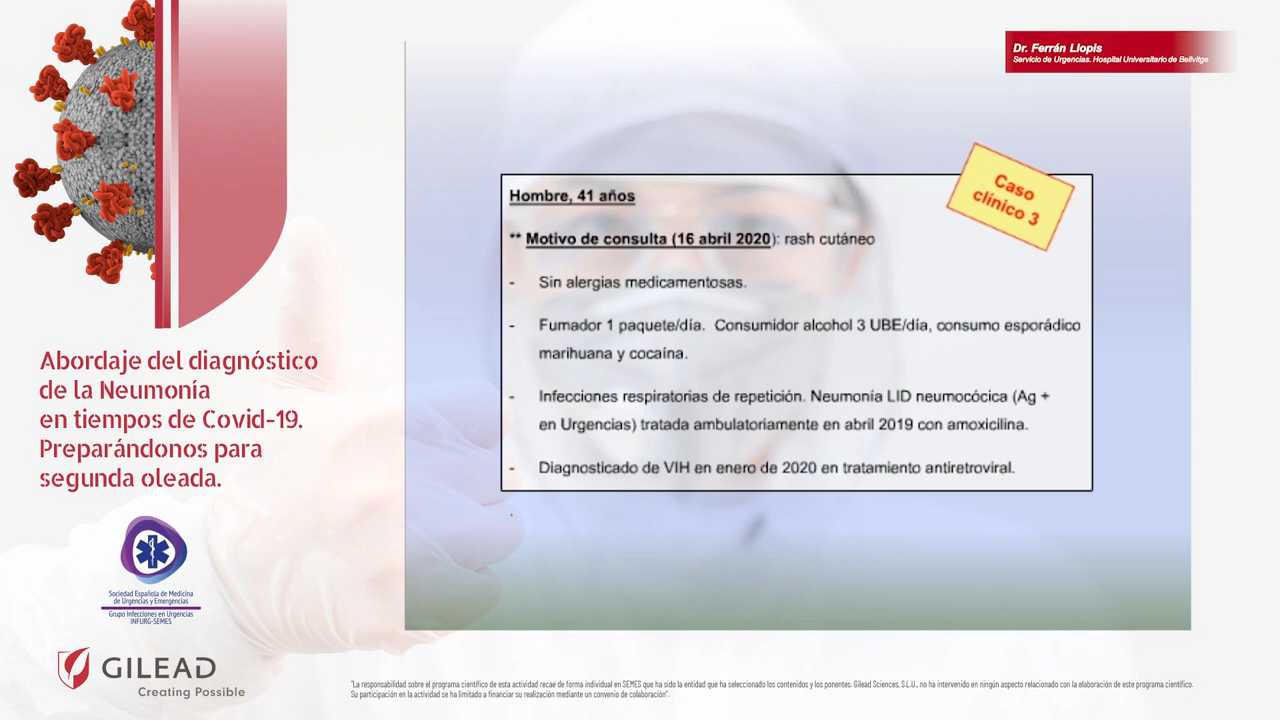 Dr. Ferrán Llopis
Servicio de Urgencias. Hospital Universitario de Bellvitge
Caso
clínico 3
Hombre, 41 años
** Motivo de consulta (16 abril 2020): rash cutáneo
- Sin alergias medicamentosas.
- Fumador 1 paquete/día. Consumidor alcohol 3 UBE/día, consumo esporádico
marihuana y cocaína.
- Infecciones respiratorias de repetición. Neumonía LID neumocócica (Ag +
en Urgencias) tratada ambulatoriamente en abril 2019 con amoxicilina.
- Diagnosticado de VIH en enero de 2020 en tratamiento antiretroviral.
Abordaje del diagnóstico
de la Neumonía
en tiempos de Covid-19.
Preparándonos para
segunda oleada.
Sociedad Española de Medicina
de Urgencias y Emergencias
Grupo Infecciones en Urgencias
INFURG-SEMES
GILEAD
Creating Possible
"La responsabilidad sobre el programa científico de esta actividad recae de forma individual en SEMES que ha sido la entidad que ha seleccionado los contenidos y los ponentes. Gilead Sciences, S.L.U., no ha intervenido en ningún aspecto relacionado con la elaboración de este programa científico.
Su participación en la actividad se ha limitado a financiar su realización mediante un convenio de colaboración".